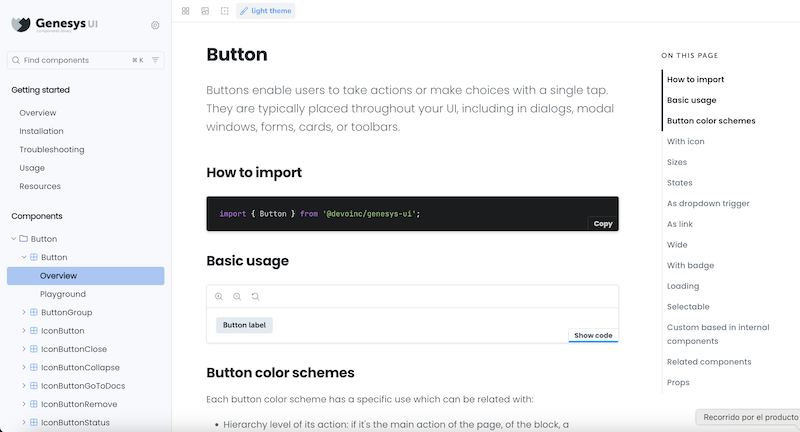 Genesys UI
light theme
Find components
⌘ K
Getting started
Overview
Installation
Troubleshooting
Usage
Resources
Components
Button
Button
Overview
Playground
ButtonGroup
IconButton
IconButtonClose
IconButtonCollapse
IconButtonGoToDocs
IconButtonRemove
IconButtonStatus
Button
Buttons enable users to take actions or make choices with a single tap.
They are typically placed throughout your UI, including in dialogs, modal
windows, forms, cards, or toolbars.
How to import
import { Button } from '@devoinc/genesys-ui';
Copy
Basic usage
Button label
Show code
Button color schemes
Each button color scheme has a specific use which can be related with:
• Hierarchy level of its action: if it's the main action of the page, of the block, a
ON THIS PAGE
How to import
Basic usage
Button color schemes
With icon
Sizes
States
As dropdown trigger
As link
Wide
With badge
Loading
Selectable
Custom based in internal
components
Related components
Props
Recorrido por el producto